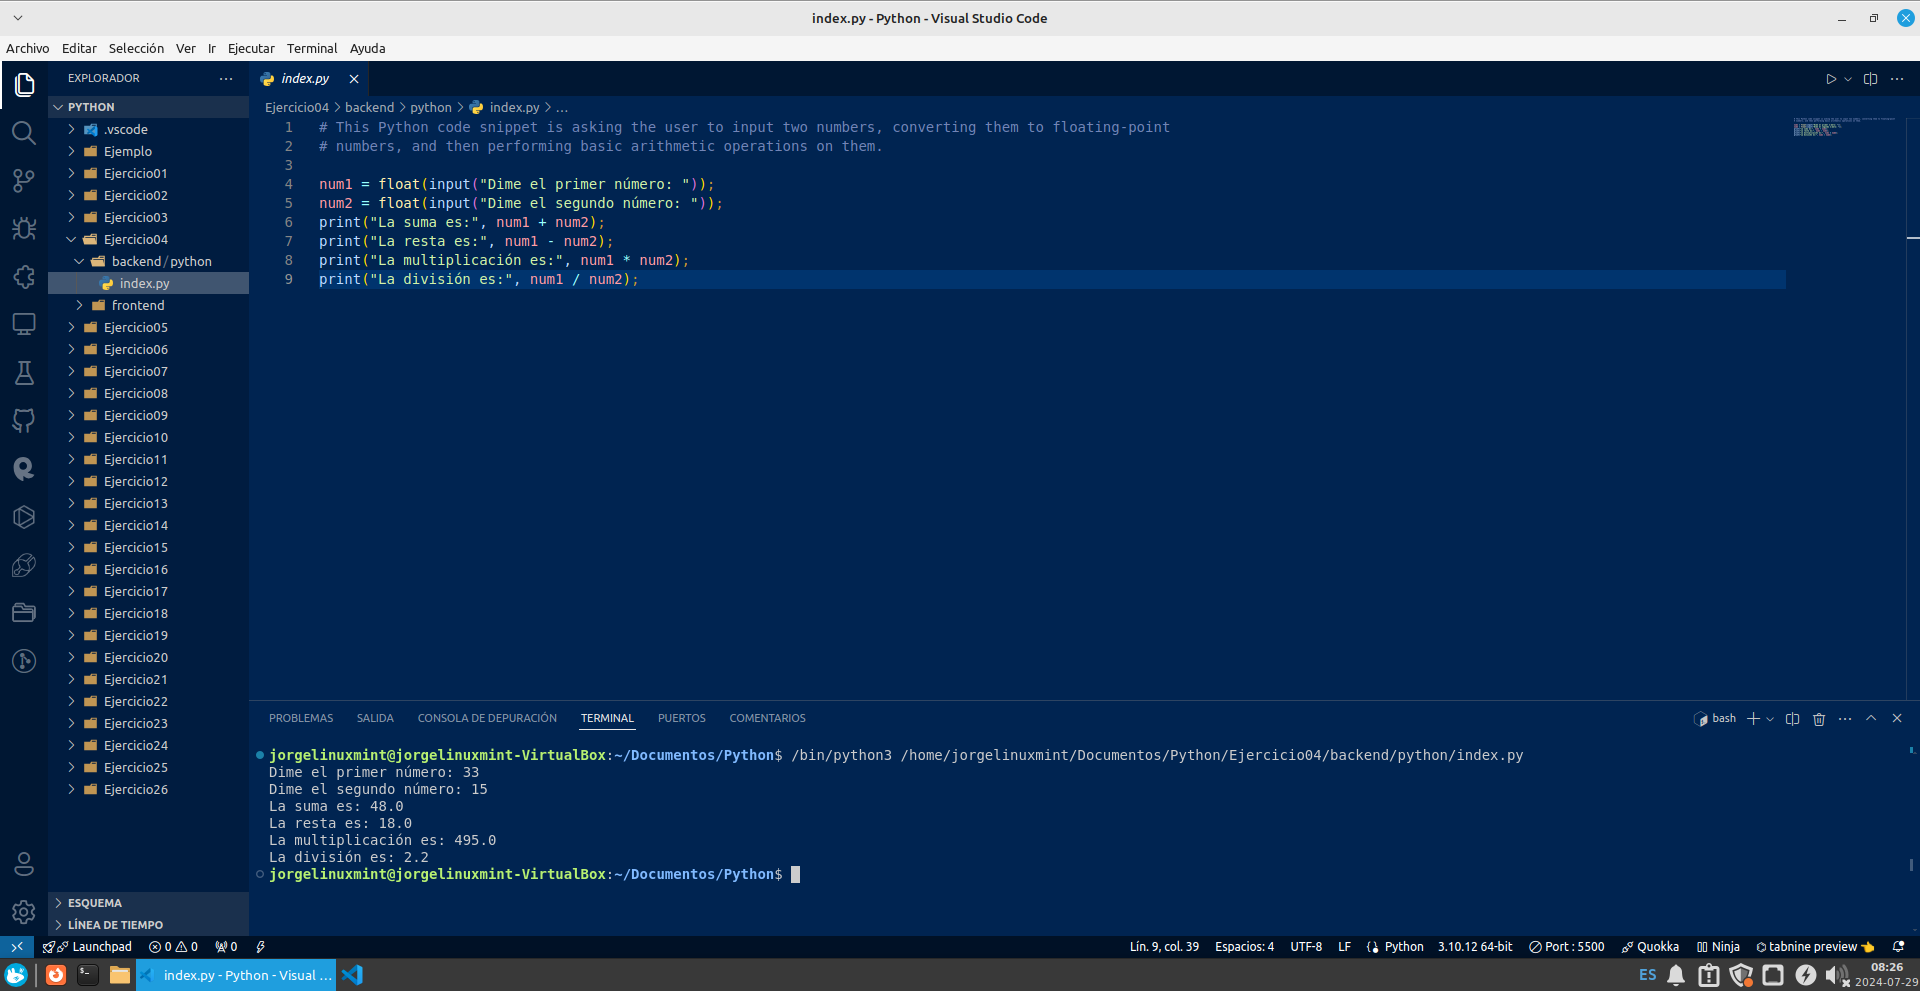 index.py - Python - Visual Studio Code
Archivo Editar Selección Ver Ir Ejecutar Terminal Ayuda
EXPLORADOR
PYTHON
.vscode
Ejemplo
Ejercicio01
Ejercicio02
Ejercicio03
Ejercicio04
backend/python
index.py
frontend
Ejercicio05
Ejercicio06
Ejercicio07
Ejercicio08
Ejercicio09
Ejercicio10
Ejercicio11
Ejercicio12
Ejercicio13
Ejercicio14
Ejercicio15
Ejercicio16
Ejercicio17
Ejercicio18
Ejercicio19
Ejercicio20
Ejercicio21
Ejercicio22
Ejercicio23
Ejercicio24
Ejercicio25
Ejercicio26
ESQUEMA
LÍNEA DE TIEMPO
index.py
Ejercicio04 > backend > python > index.py > ...
1 # This Python code snippet is asking the user to input two numbers, converting them to floating-point
2 # numbers, and then performing basic arithmetic operations on them.
3
4 num1 = float(input("Dime el primer número: "));
5 num2 = float(input("Dime el segundo número: "));
6 print("La suma es:", num1 + num2);
7 print("La resta es:", num1 - num2);
8 print("La multiplicación es:", num1 * num2);
9 print("La división es:", num1 / num2);
PROBLEMAS SALIDA CONSOLA DE DEPURACIÓN TERMINAL PUERTOS COMENTARIOS
bash
jorgelinuxmint@jorgelinuxmint-VirtualBox:~/Documentos/Python$ /bin/python3 /home/jorgelinuxmint/Documentos/Python/Ejercicio04/backend/python/index.py
Dime el primer número: 33
Dime el segundo número: 15
La suma es: 48.0
La resta es: 18.0
La multiplicación es: 495.0
La división es: 2.2
jorgelinuxmint@jorgelinuxmint-VirtualBox:~/Documentos/Python$
Launchpad 0 0 0 Lín. 9, col. 39 Espacios: 4 UTF-8 LF Python 3.10.12 64-bit Port : 5500 Quokka Ninja tabnine preview
index.py - Python - Visual ... ES 08:26
2024-07-29